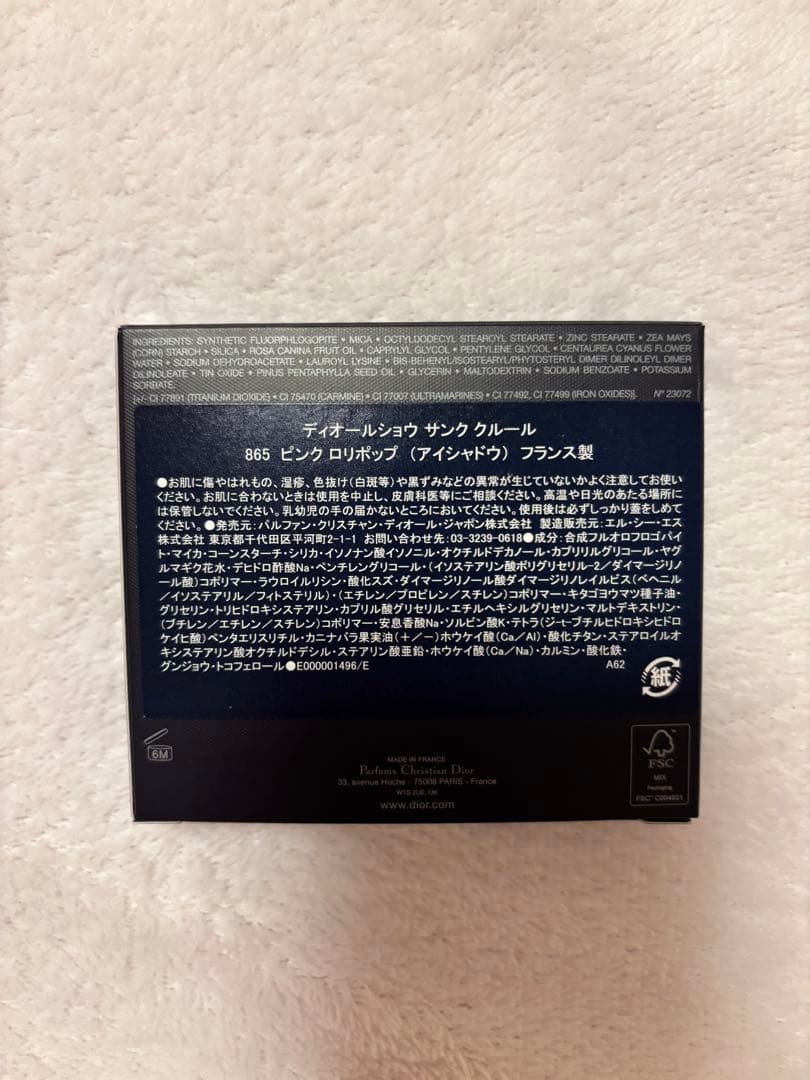 INGREDIENTS: SYNTHETIC FLUORPHLOGOPITE • MICA • OCTYLDODECYL STEAROYL STEARATE • ZINC STEARATE • ZEA MAYS
(CORN) STARCH • SILICA • ROSA CANINA FRUIT OIL • CAPRYLYL GLYCOL • PENTYLENE GLYCOL • CENTAUREA CYANUS FLOWER
WATER • SODIUM DEHYDROACETATE • LAUROYL LYSINE • BIS-BEHENYL/ISOSTEARYL/PHYTOSTERYL DIMER DILINOLEYL DIMER
DILINOLEATE • TIN OXIDE • PINUS PENTAPHYLLA SEED OIL • GLYCERIN • MALTODEXTRIN • SODIUM BENZOATE • POTASSIUM
SORBATE.
[+/- CI 77891 (TITANIUM DIOXIDE) • CI 75470 (CARMINE) • CI 77007 (ULTRAMARINES) • CI 77492, CI 77499 (IRON OXIDES)]. N° 23072
ディオールショウ サンク クルール
865 ピンク ロリポップ (アイシャドウ) フランス製
●お肌に傷やはれもの、湿疹、色抜け(白斑等)や黒ずみなどの異常が生じていないかよく注意してお使い
ください。お肌に合わないときは使用を中止し、皮膚科医等にご相談ください。高温や日光のあたる場所に
は保管しないでください。乳幼児の手の届かないところにおいてください。使用後は必ずしっかり蓋をしめて
ください。●発売元:パルファン・クリスチャン・ディオール・ジャポン株式会社 製造販売元:エル・シー・エス
株式会社 東京都千代田区平河町2-1-1 お問い合わせ先:03-3239-0618●成分:合成フルオロフロゴパイ
ト・マイカ・コーンスターチ・シリカ・イソノナン酸イソノニル・オクチルドデカノール・カプリリルグリコール・ヤグ
ルマギク花水・デヒドロ酢酸Na・ペンチレングリコール・(イソステアリン酸ポリグリセリル-2/ダイマージリノ
ール酸)コポリマー・ラウロイルリシン・酸化スズ・ダイマージリノール酸ダイマージリノレイルビス(ベヘニル
/イソステアリル/フィトステリル)・(エチレン/プロピレン/スチレン)コポリマー・キタゴヨウマツ種子油・
グリセリン・トリヒドロキシステアリン・カプリル酸グリセリル・エチルヘキシルグリセリン・マルトデキストリン・
(ブチレン/エチレン/スチレン)コポリマー・安息香酸Na・ソルビン酸K・テトラ(ジ-t-ブチルヒドロキシヒドロ
ケイヒ酸)ペンタエリスリチル・カニナバラ果実油(+/-)ホウケイ酸(Ca/Al)・酸化チタン・ステアロイルオ
キシステアリン酸オクチルドデシル・ステアリン酸亜鉛・ホウケイ酸(Ca/Na)・カルミン・酸化鉄・
グンジョウ・トコフェロール●E000001496/E A62
紙
6M
MADE IN FRANCE
Parfums Christian Dior
33, avenue Hoche - 75008 PARIS - France
W1S 2UE, UK
www.dior.com
FSC
MIX
Packaging
FSC™ C004931